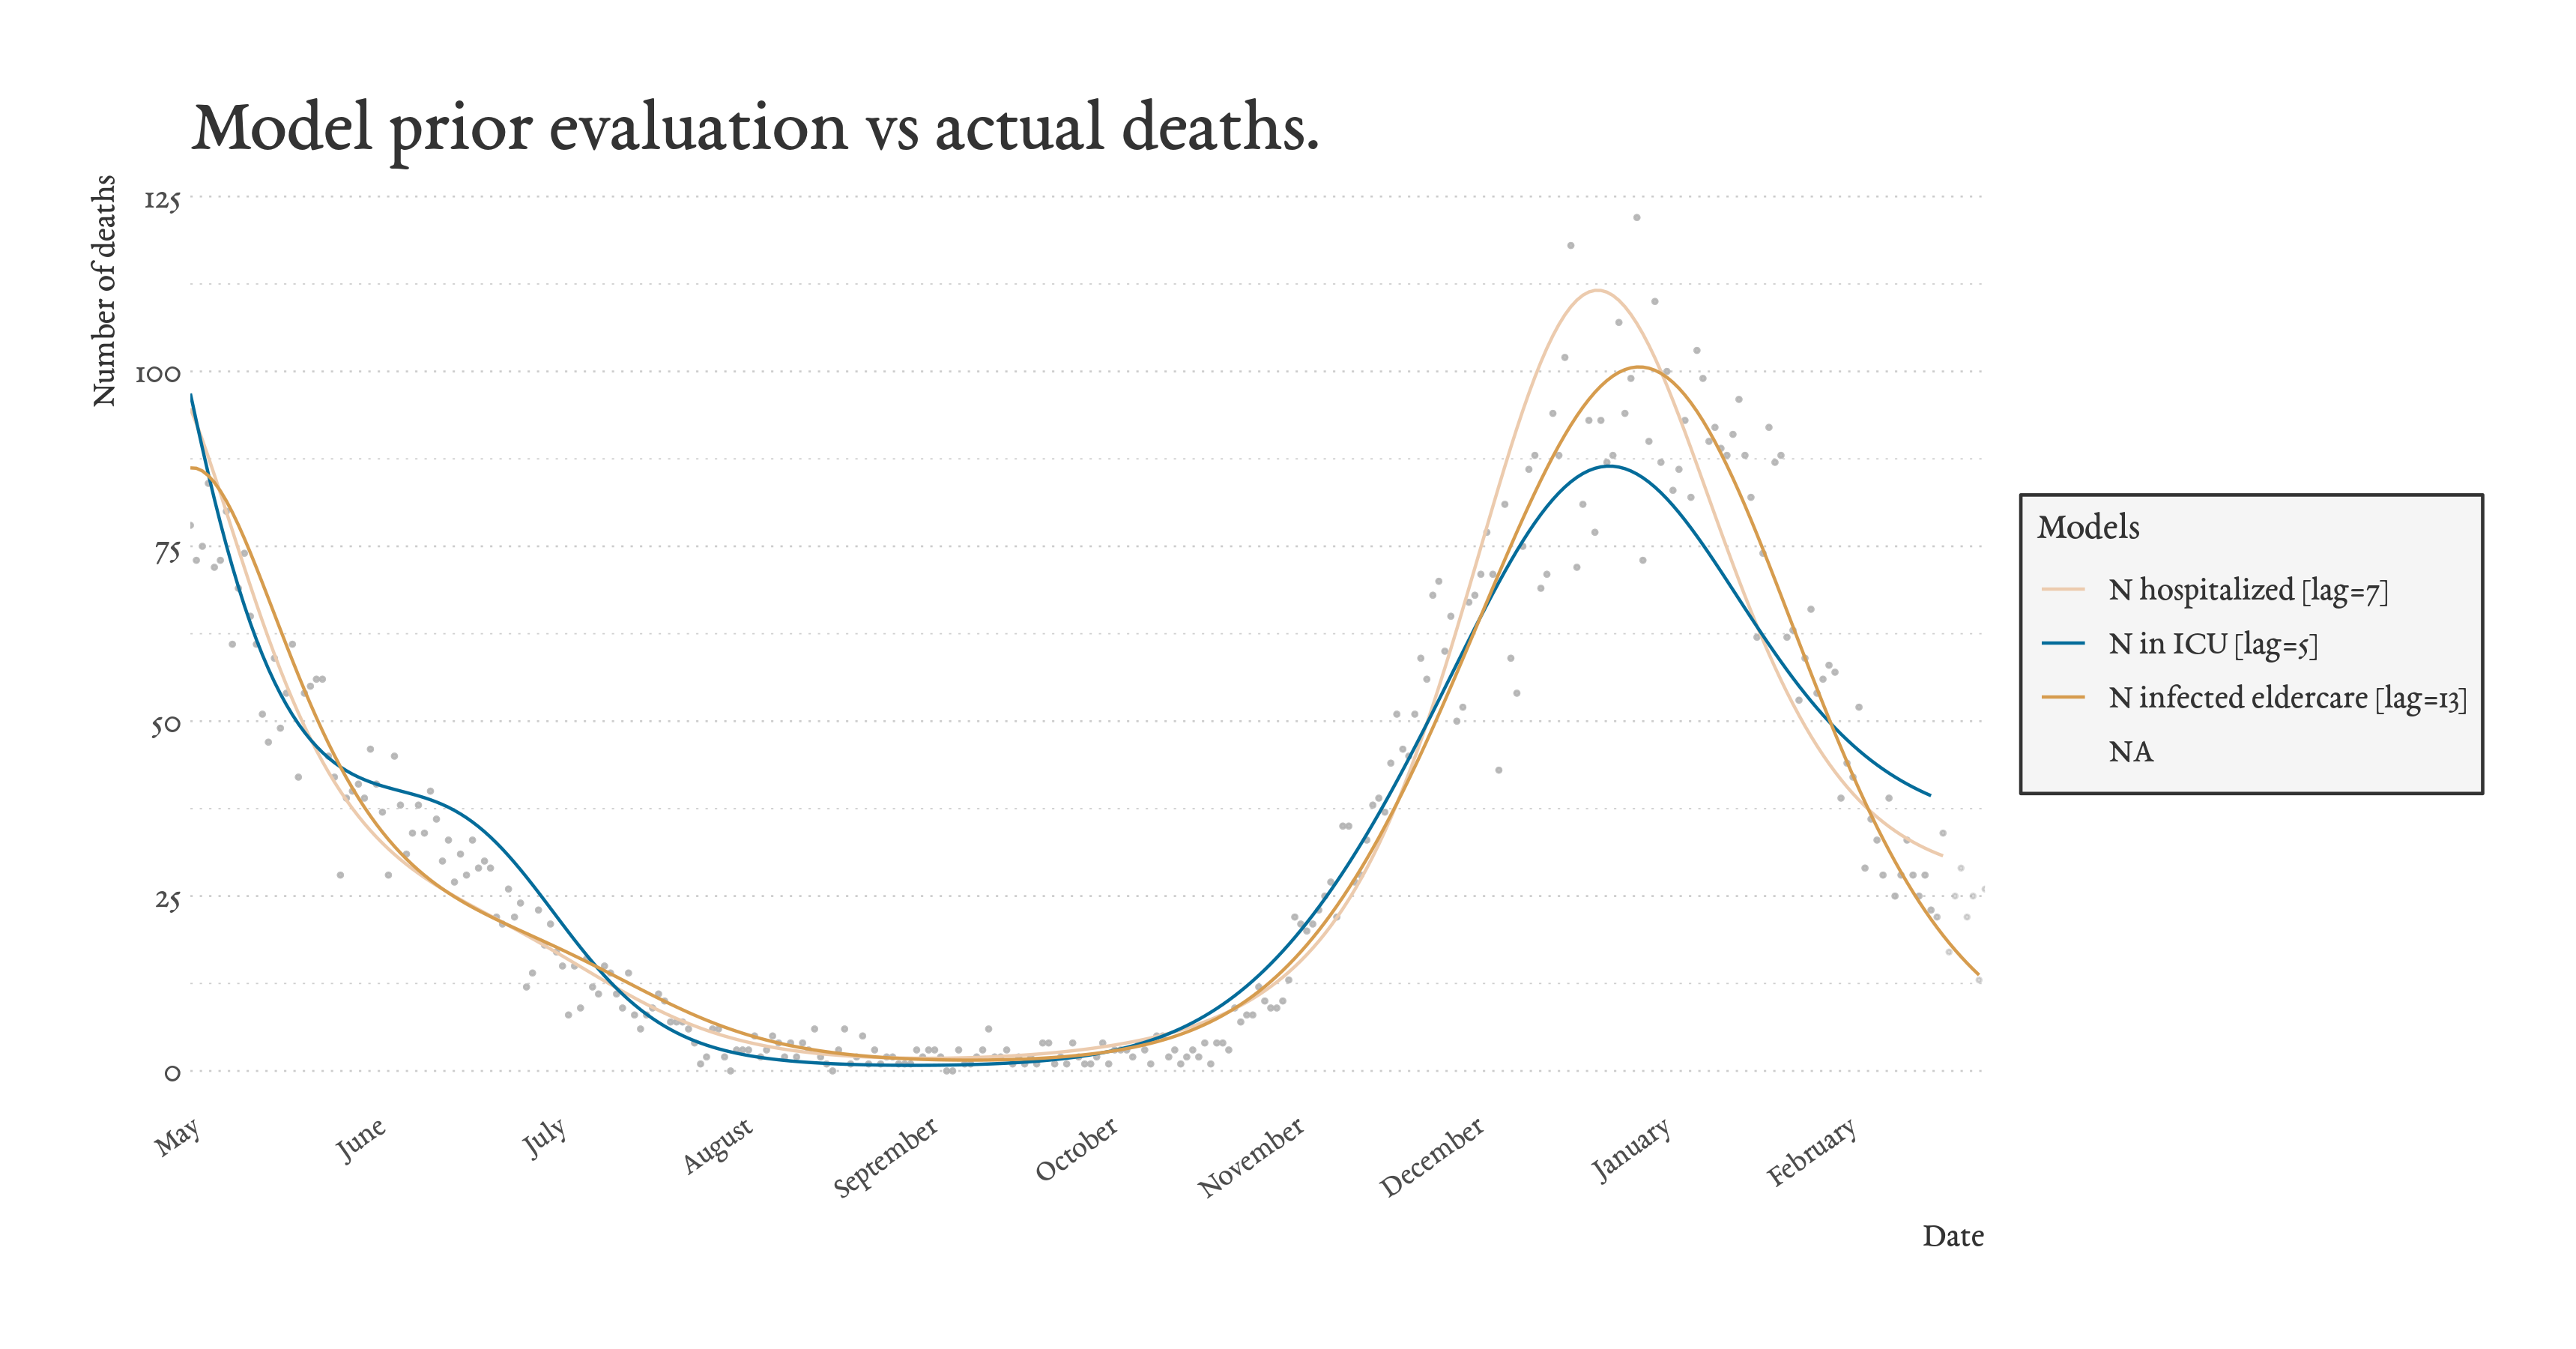 Model prior evaluation vs actual deaths.
Number of deaths
125
100
75
50
25
0
May
June
July
August
September
October
November
December
January
February
Date
Models
N hospitalized [lag=7]
N in ICU [lag=5]
N infected eldercare [lag=13]
NA